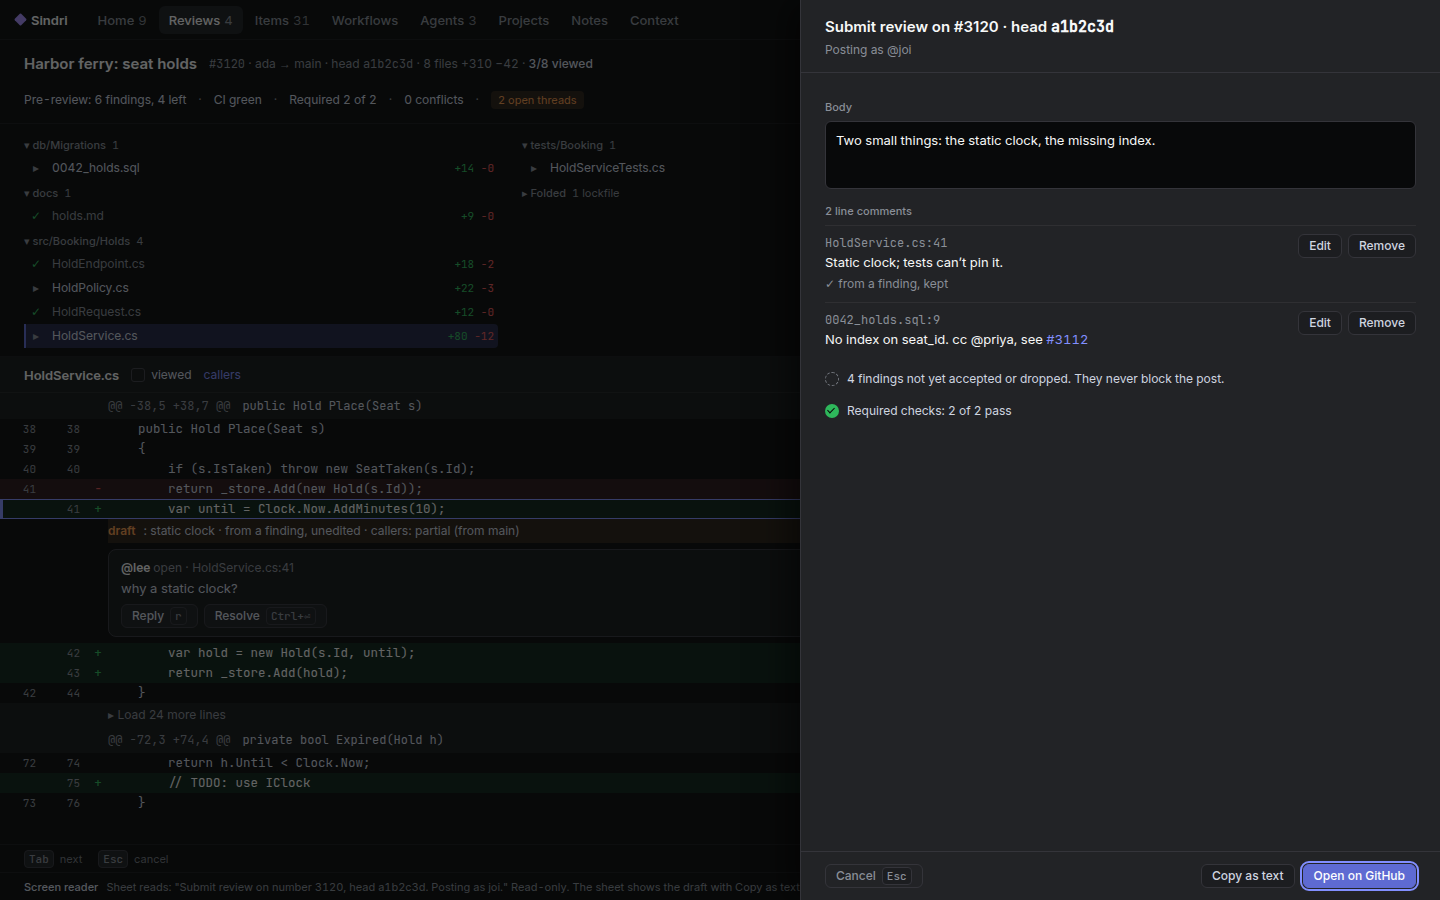 Sindri
Home 9
Reviews 4
Items 31
Workflows
Agents 3
Projects
Notes
Context
Harbor ferry: seat holds #3120 · ada → main · head a1b2c3d · 8 files +310 −42 · 3/8 viewed
Pre-review: 6 findings, 4 left · CI green · Required 2 of 2 · 0 conflicts · 2 open threads
▾ db/Migrations 1
▸ 0042_holds.sql +14 -0
▾ docs 1
✓ holds.md +9 -0
▾ src/Booking/Holds 4
✓ HoldEndpoint.cs +18 -2
▸ HoldPolicy.cs +22 -3
✓ HoldRequest.cs +12 -0
▸ HoldService.cs +80 -12
▾ tests/Booking 1
▸ HoldServiceTests.cs
▸ Folded 1 lockfile
HoldService.cs viewed callers
@@ -38,5 +38,7 @@ public Hold Place(Seat s)
38 38 public Hold Place(Seat s)
39 39 {
40 40 if (s.IsTaken) throw new SeatTaken(s.Id);
41 - return _store.Add(new Hold(s.Id));
41 + var until = Clock.Now.AddMinutes(10);
draft : static clock · from a finding, unedited · callers: partial (from main)
@lee open · HoldService.cs:41
why a static clock?
Reply r Resolve Ctrl+⏎
42 + var hold = new Hold(s.Id, until);
43 + return _store.Add(hold);
42 44 }
▸ Load 24 more lines
@@ -72,3 +74,4 @@ private bool Expired(Hold h)
72 74 return h.Until < Clock.Now;
75 + // TODO: use IClock
73 76 }
Tab next Esc cancel
Screen reader Sheet reads: "Submit review on number 3120, head a1b2c3d. Posting as joi." Read-only. The sheet shows the draft with Copy as text
Submit review on #3120 · head a1b2c3d
Posting as @joi
Body
Two small things: the static clock, the missing index.
2 line comments
HoldService.cs:41
Static clock; tests can’t pin it.
✓ from a finding, kept
Edit Remove
0042_holds.sql:9
No index on seat_id. cc @priya, see #3112
Edit Remove
4 findings not yet accepted or dropped. They never block the post.
Required checks: 2 of 2 pass
Cancel Esc
Copy as text
Open on GitHub